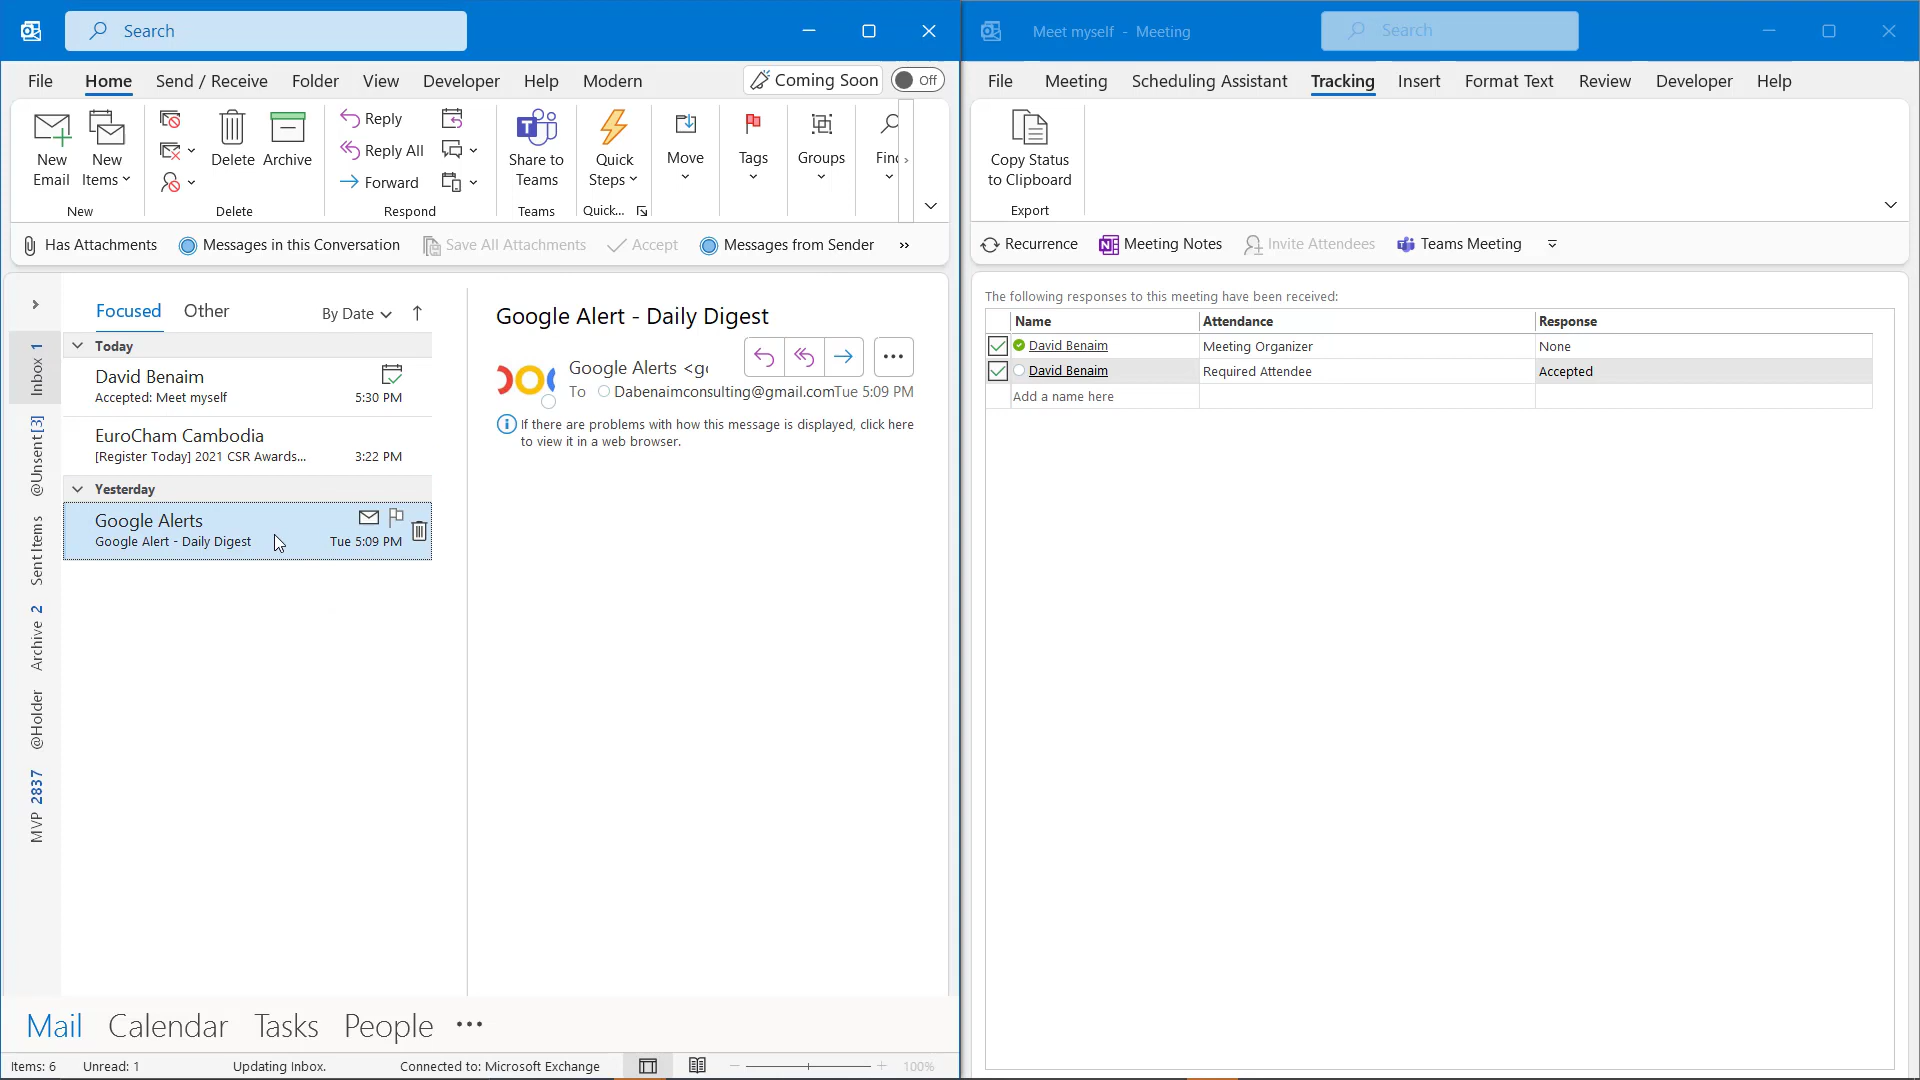 Search
File Home Send / Receive Folder View Developer Help Modern Coming Soon Off
New Email
New Items
New
Delete
Archive
Delete
Reply
Reply All
Forward
Respond
Share to Teams
Teams
Quick Steps
Quick...
Move
Tags
Groups
Has Attachments Messages in this Conversation Save All Attachments Accept Messages from Sender »
Inbox 1
@Unsent [3]
Sent Items
Archive 2
@Holder
MVP 2837
Focused Other By Date
Today
David Benaim
Accepted: Meet myself 5:30 PM
EuroCham Cambodia
[Register Today] 2021 CSR Awards... 3:22 PM
Yesterday
Google Alerts
Google Alert - Daily Digest Tue 5:09 PM
Google Alert - Daily Digest
Google Alerts
To Dabenaimconsulting@gmail.com Tue 5:09 PM
If there are problems with how this message is displayed, click here
to view it in a web browser.
Mail Calendar Tasks People ···
Items: 6 Unread: 1 Updating Inbox. Connected to: Microsoft Exchange 100%
Meet myself - Meeting Search
File Meeting Scheduling Assistant Tracking Insert Format Text Review Developer Help
Copy Status
to Clipboard
Export
Recurrence Meeting Notes Invite Attendees Teams Meeting
The following responses to this meeting have been received:
Name Attendance Response
David Benaim Meeting Organizer None
David Benaim Required Attendee Accepted
Add a name here